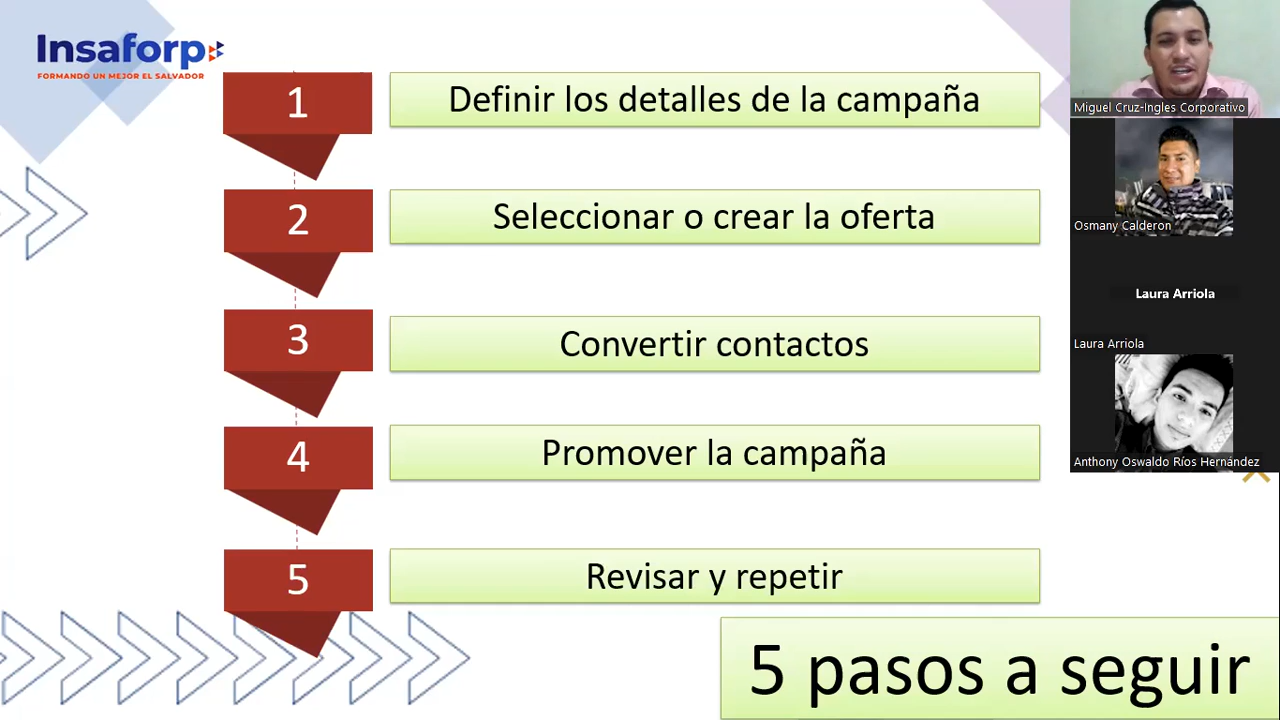 Insaforp
FORMANDO UN MEJOR EL SALVADOR
1
Definir los detalles de la campaña
2
Seleccionar o crear la oferta
3
Convertir contactos
4
Promover la campaña
5
Revisar y repetir
5 pasos a seguir
Miguel Cruz-Ingles Corporativo
Osmany Calderon
Laura Arriola
Laura Arriola
Anthony Oswaldo Ríos Hernández